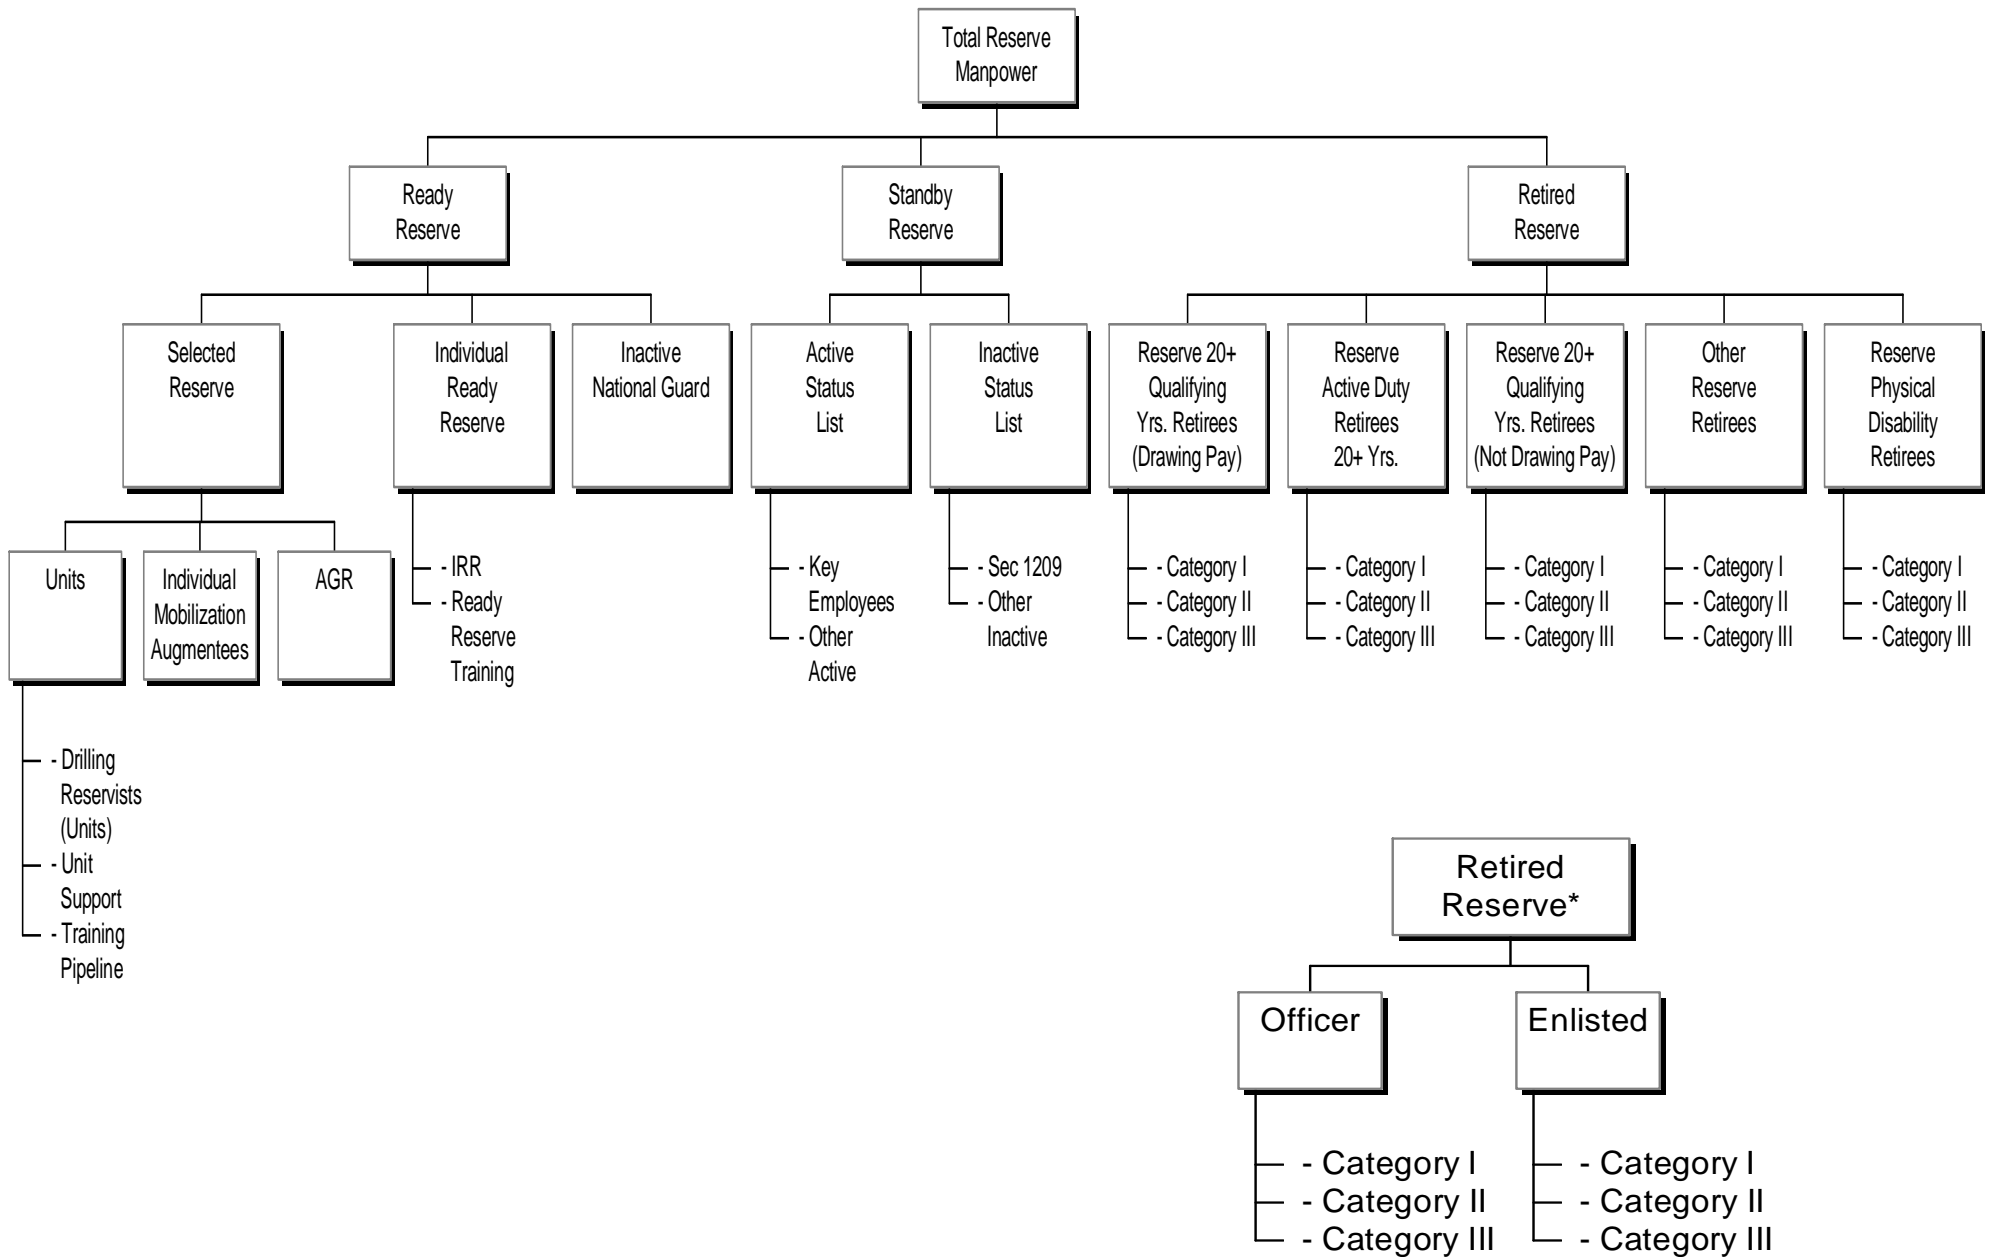 Total Reserve
Manpower
Ready
Reserve
Standby
Reserve
Retired
Reserve
Selected
Reserve
Individual
Ready
Reserve
Inactive
National Guard
Active
Status
List
Inactive
Status
List
Reserve 20+
Qualifying
Yrs. Retirees
(Drawing Pay)
Reserve
Active Duty
Retirees
20+ Yrs.
Reserve 20+
Qualifying
Yrs. Retirees
(Not Drawing Pay)
Other
Reserve
Retirees
Reserve
Physical
Disability
Retirees
Units
Individual
Mobilization
Augmentees
AGR
- IRR
- Ready
Reserve
Training
- Key
Employees
- Other
Active
- Sec 1209
- Other
Inactive
- Category I
- Category II
- Category III
- Category I
- Category II
- Category III
- Category I
- Category II
- Category III
- Category I
- Category II
- Category III
- Category I
- Category II
- Category III
- Drilling
Reservists
(Units)
- Unit
Support
- Training
Pipeline
Retired
Reserve*
Officer
Enlisted
- Category I
- Category II
- Category III
- Category I
- Category II
- Category III